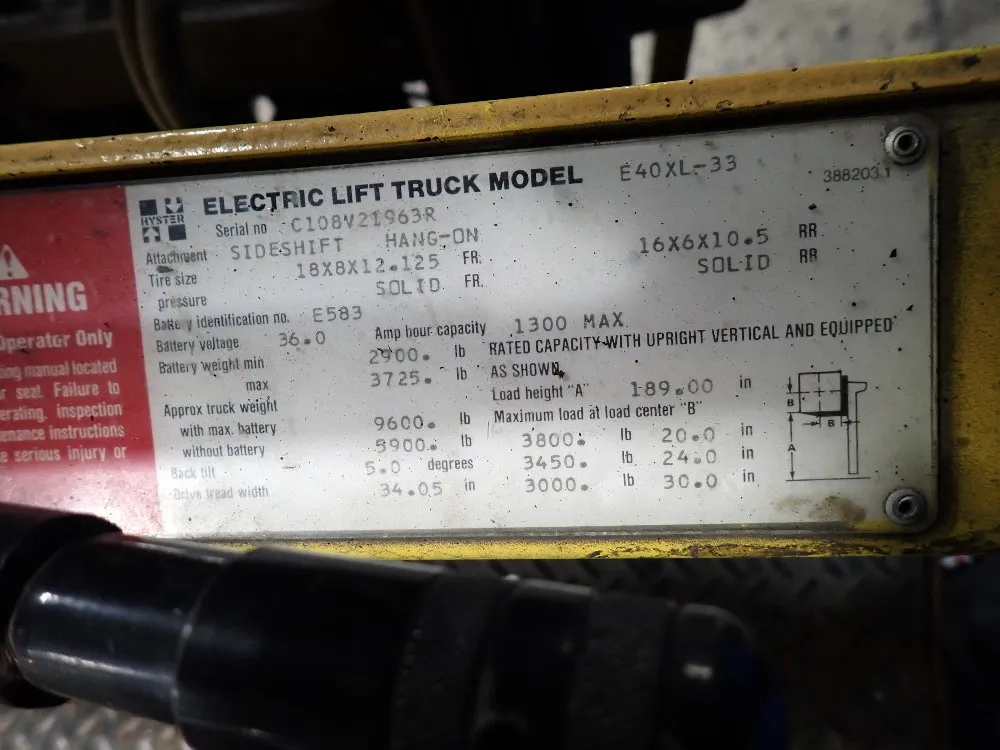 ELECTRIC LIFT TRUCK MODEL E40XL-33
388203 1
HYSTER
Serial no C108V21963R
Attachment SIDESHIFT HANG-ON
Tire size 18X8X12.125 FR. 16X6X10.5 RR
pressure SOLID FR. SOLID RR
Battery identification no. E583
Battery voltage 36.0 Amp hour capacity 1300 MAX
Battery weight min 2900. lb
max 3725. lb
Approx truck weight
with max. battery 9600. lb
without battery 5900. lb
Back tilt 5.0 degrees
Drive tread width 34.05 in
RATED CAPACITY WITH UPRIGHT VERTICAL AND EQUIPPED
AS SHOWN
Load height "A" 189.00 in
Maximum load at load center "B"
3800. lb 20.0 in
3450. lb 24.0 in
3000. lb 30.0 in
B
B
A
RNING
Operator Only
ing manual located
r seat. Failure to
erating, inspection
enance instructions
e serious injury or